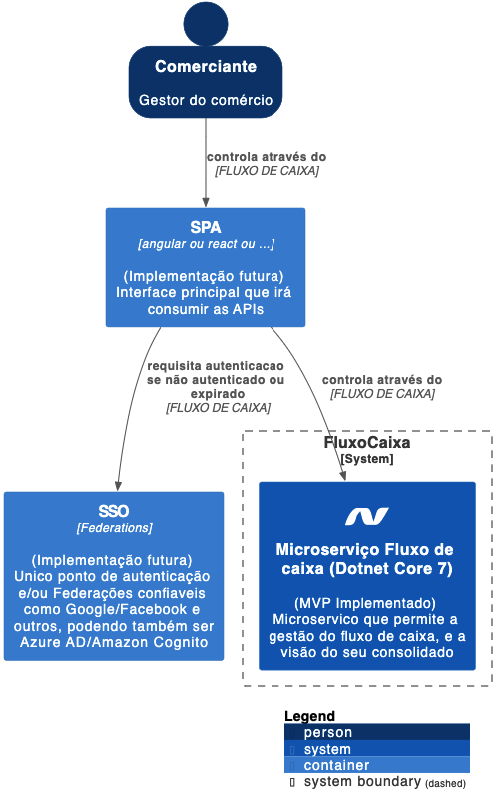 Comerciante
Gestor do comércio
controla através do
[FLUXO DE CAIXA]
SPA
[angular ou react ou ...]
(Implementação futura)
Interface principal que irá
consumir as APIs
requisita autenticacao
se não autenticado ou
expirado
[FLUXO DE CAIXA]
controla através do
[FLUXO DE CAIXA]
FluxoCaixa
[System]
SSO
[Federations]
(Implementação futura)
Unico ponto de autenticação
e/ou Federações confiaveis
como Google/Facebook e
outros, podendo também ser
Azure AD/Amazon Cognito
Microserviço Fluxo de
caixa (Dotnet Core 7)
(MVP Implementado)
Microservico que permite a
gestão do fluxo de caixa, e a
visão do seu consolidado
Legend
person
system
container
system boundary (dashed)